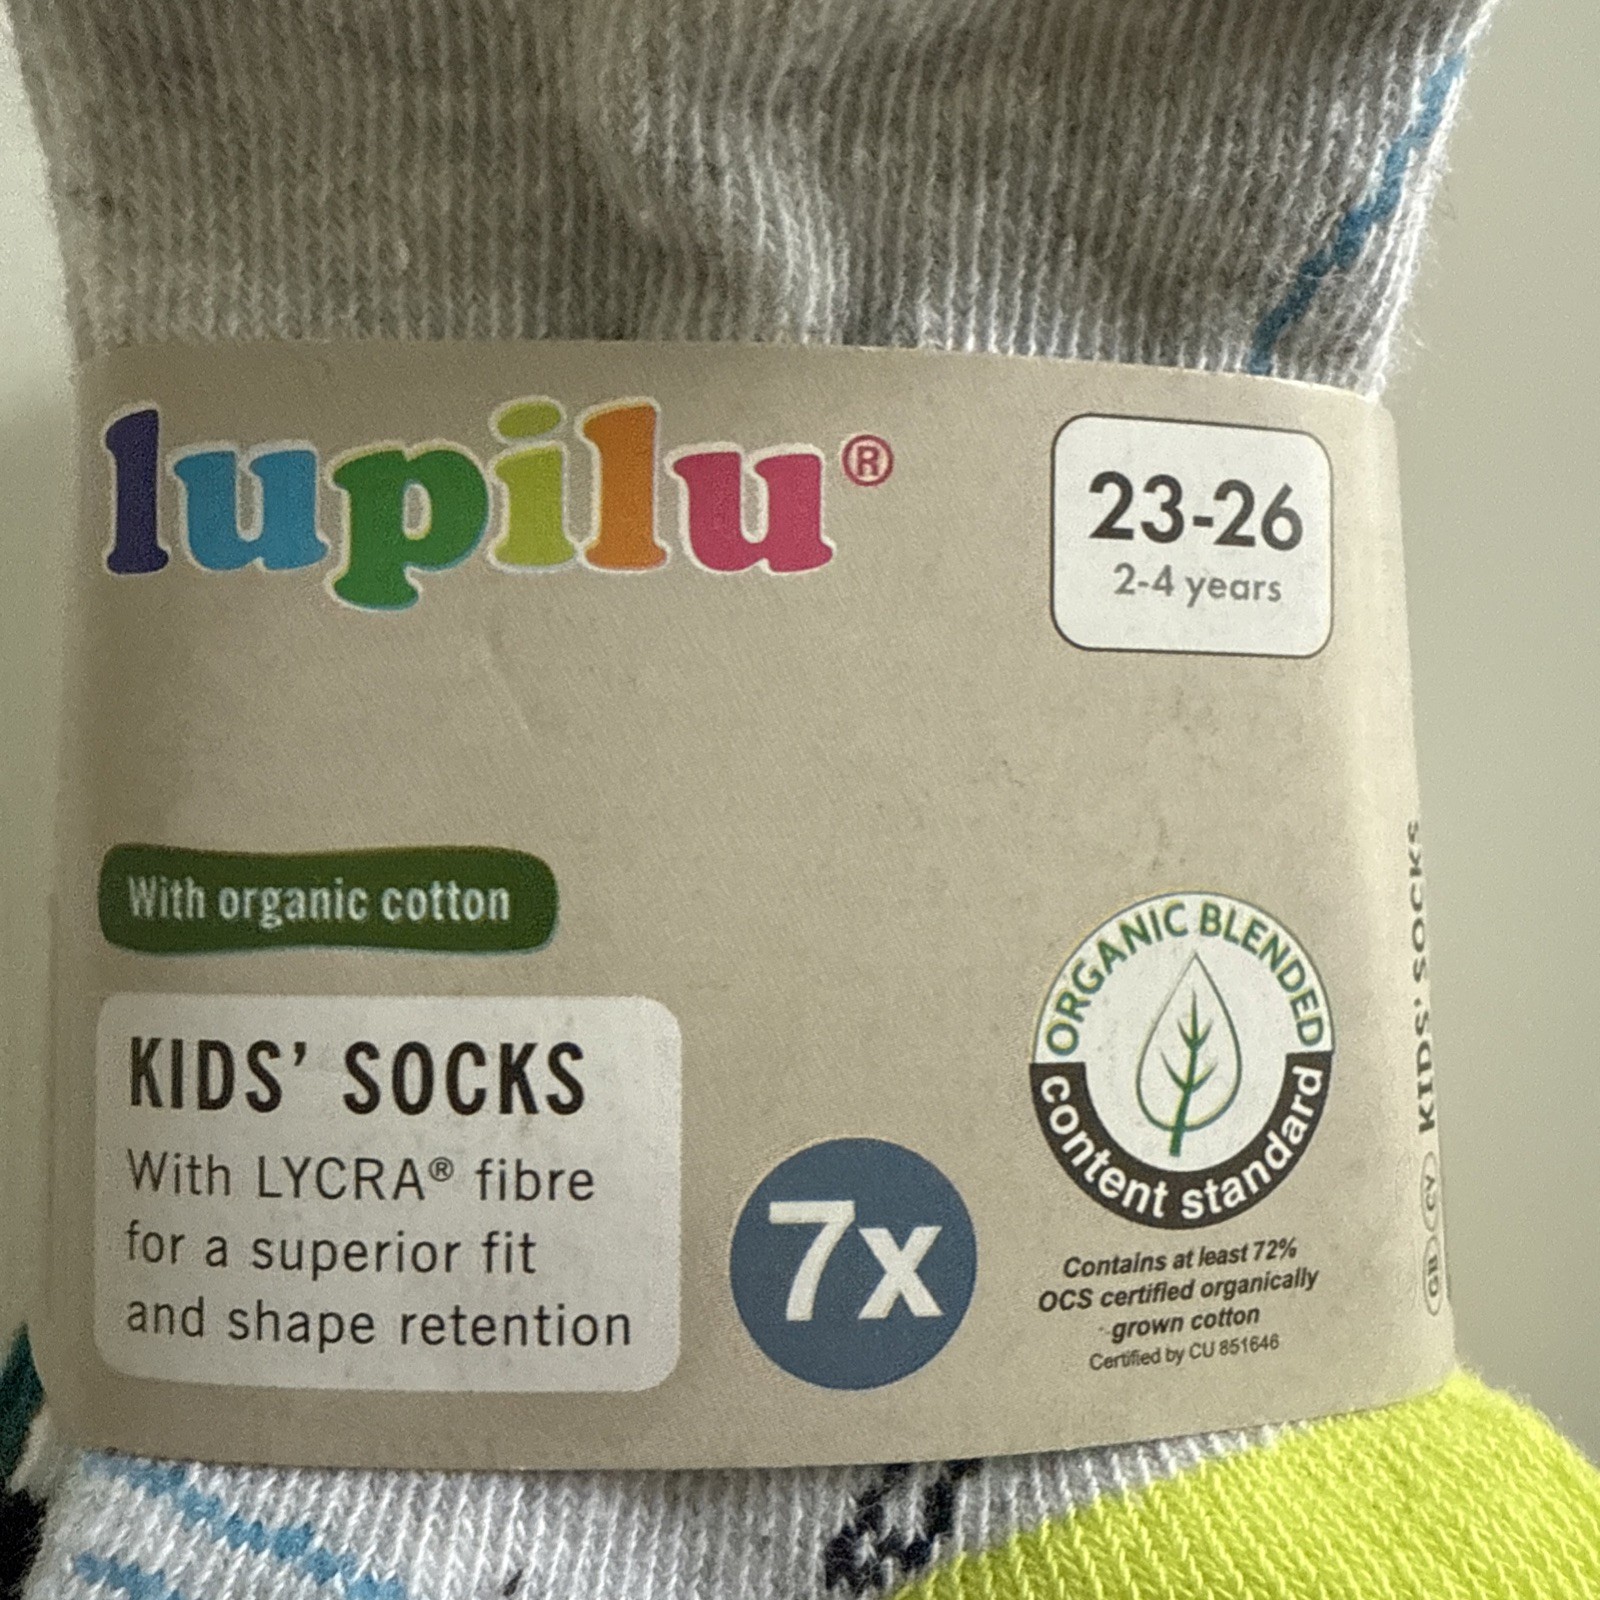 lupilu®
23-26
2-4 years
With organic cotton
KIDS' SOCKS
With LYCRA® fibre
for a superior fit
and shape retention
7x
ORGANIC BLENDED
content standard
Contains at least 72%
OCS certified organically
grown cotton
Certified by CU 851646
GB CY KIDS' SOCKS